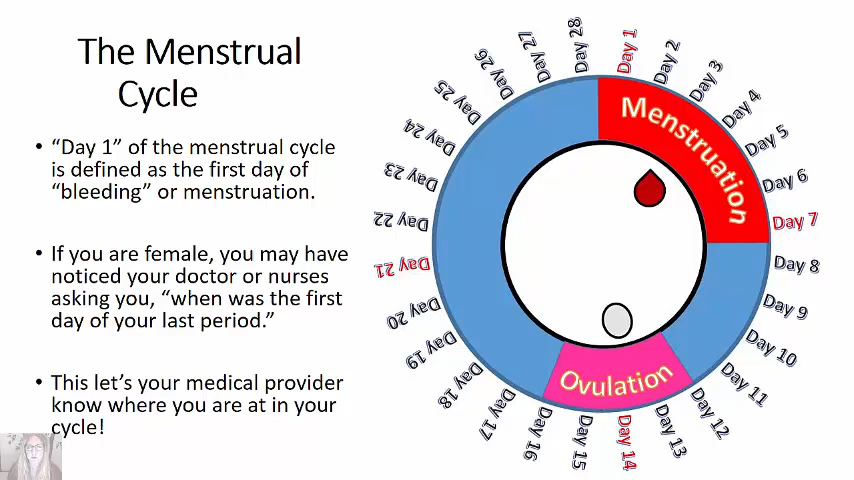 The Menstrual
Cycle
• “Day 1” of the menstrual cycle
is defined as the first day of
“bleeding” or menstruation.
• If you are female, you may have
noticed your doctor or nurses
asking you, “when was the first
day of your last period.”
• This let’s your medical provider
know where you are at in your
cycle!
Menstruation
Ovulation
Day 1
Day 2
Day 3
Day 4
Day 5
Day 6
Day 7
Day 8
Day 9
Day 10
Day 11
Day 12
Day 13
Day 14
Day 15
Day 16
Day 17
Day 18
Day 19
Day 20
Day 21
Day 22
Day 23
Day 24
Day 25
Day 26
Day 27
Day 28